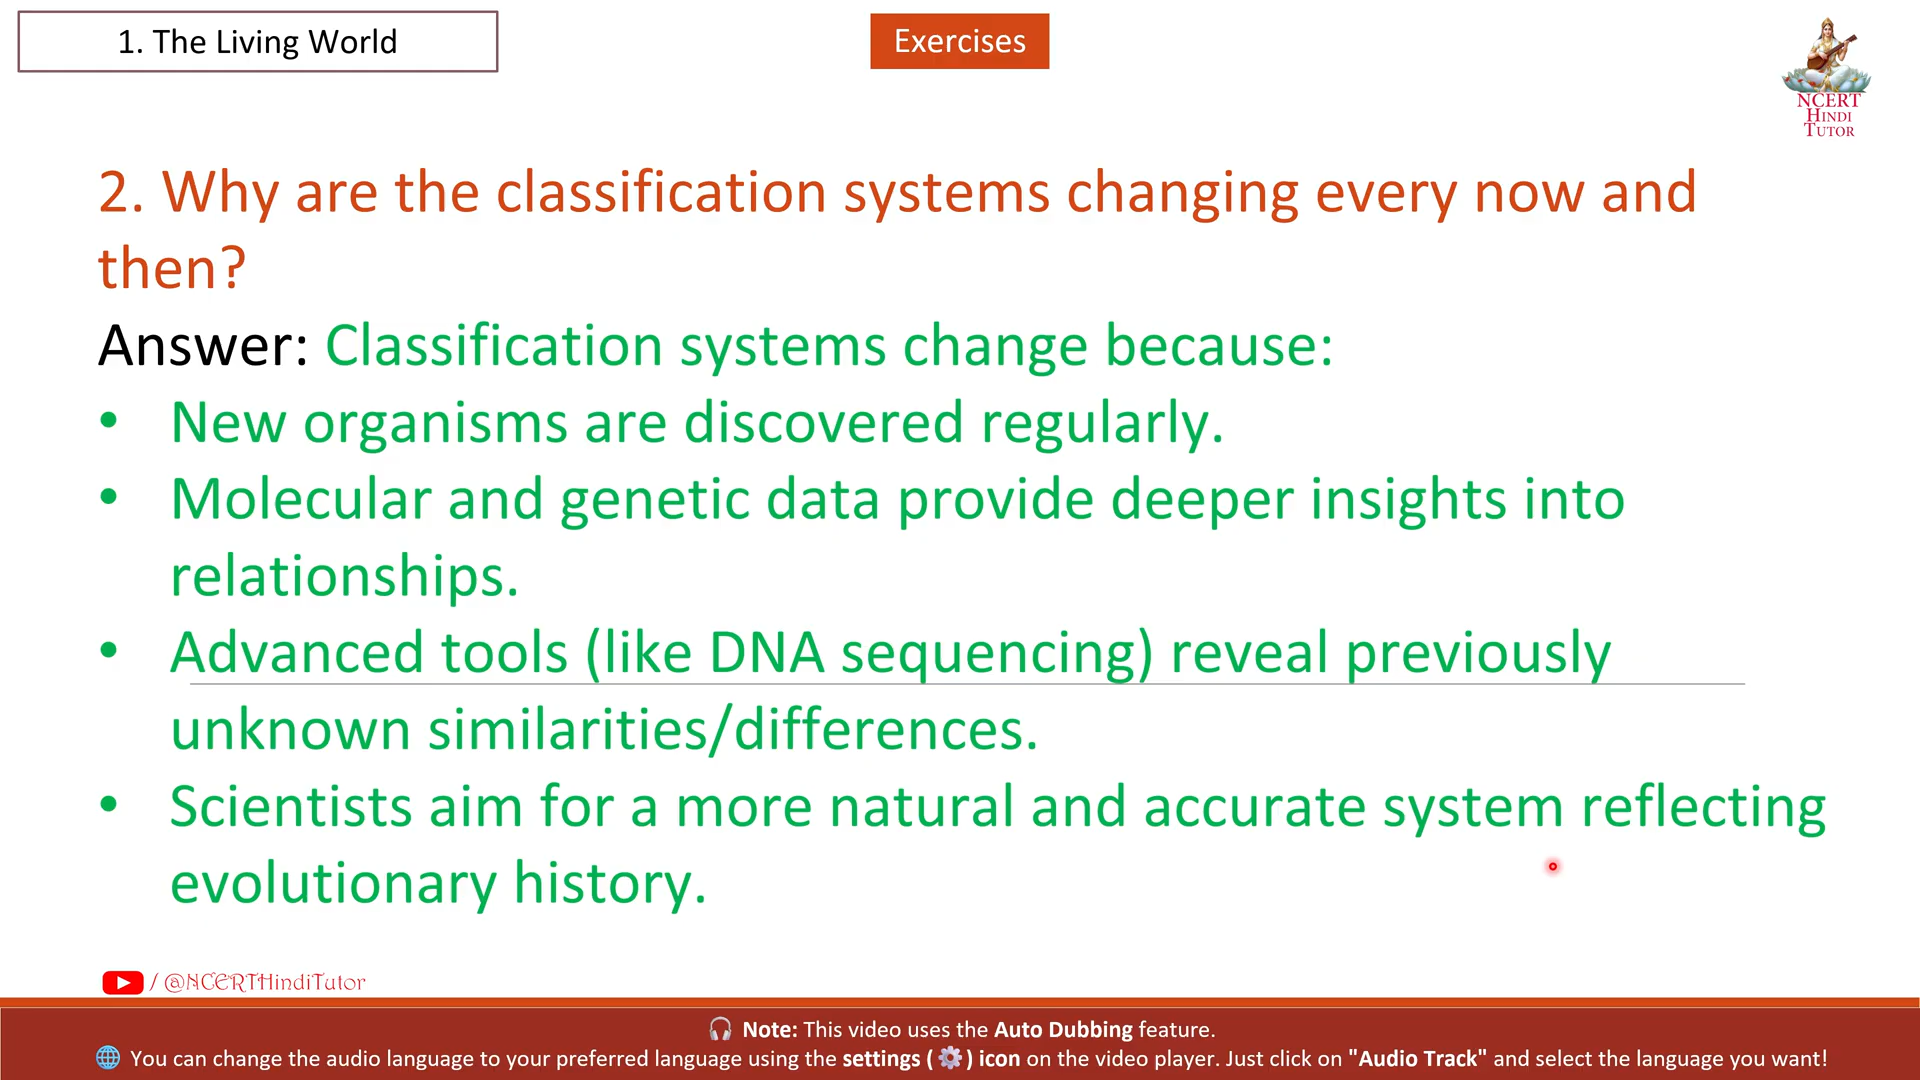 1. The Living World
Exercises
NCERT
HINDI
TUTOR
2. Why are the classification systems changing every now and
then?
Answer: Classification systems change because:
• New organisms are discovered regularly.
• Molecular and genetic data provide deeper insights into
relationships.
• Advanced tools (like DNA sequencing) reveal previously
unknown similarities/differences.
• Scientists aim for a more natural and accurate system reflecting
evolutionary history.
/ @NCERTHindiTutor
🎧 Note: This video uses the Auto Dubbing feature.
🌐 You can change the audio language to your preferred language using the settings ( ⚙️ ) icon on the video player. Just click on "Audio Track" and select the language you want!